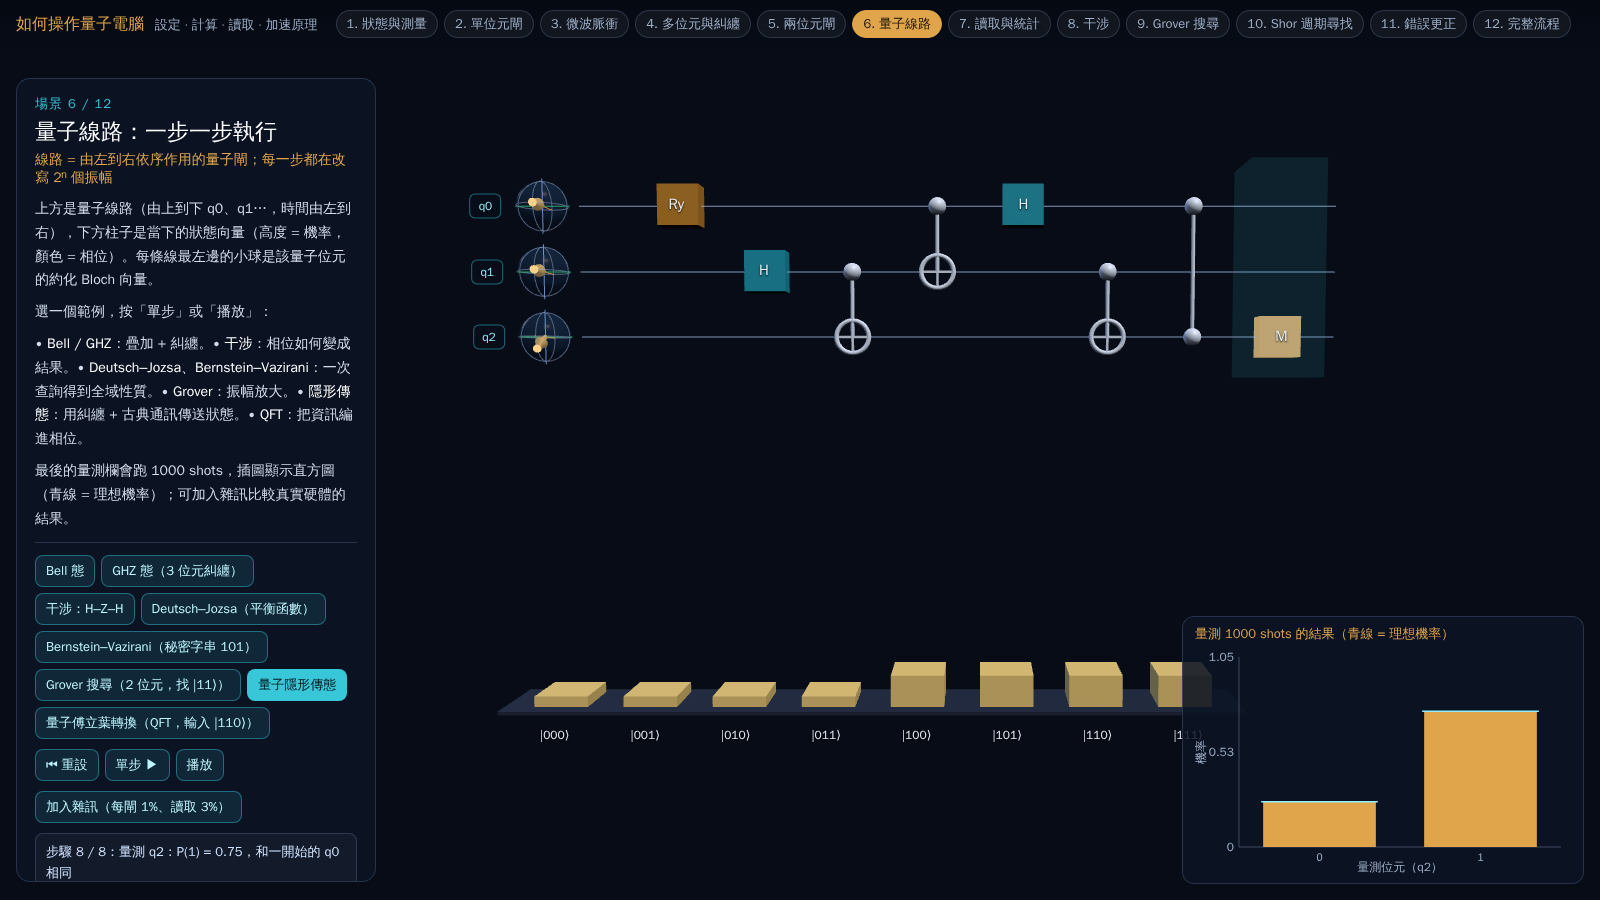 如何操作量子電腦 設定 · 計算 · 讀取 · 加速原理 1. 狀態與測量 2. 單位元閘 3. 微波脈衝 4. 多位元與糾纏 5. 兩位元閘 6. 量子線路 7. 讀取與統計 8. 干涉 9. Grover 搜尋 10. Shor 週期尋找 11. 錯誤更正 12. 完整流程
場景 6 / 12
量子線路：一步一步執行
線路 = 由左到右依序作用的量子閘；每一步都在改
寫 2ⁿ 個振幅
上方是量子線路（由上到下 q0、q1⋯，時間由左到
右），下方柱子是當下的狀態向量（高度 = 機率，
顏色 = 相位）。每條線最左邊的小球是該量子位元
的約化 Bloch 向量。
選一個範例，按「單步」或「播放」：
• Bell / GHZ：疊加 + 糾纏。• 干涉：相位如何變成
結果。• Deutsch–Jozsa、Bernstein–Vazirani：一次
查詢得到全域性質。• Grover：振幅放大。• 隱形傳
態：用糾纏 + 古典通訊傳送狀態。• QFT：把資訊編
進相位。
最後的量測欄會跑 1000 shots，插圖顯示直方圖
（青線 = 理想機率）；可加入雜訊比較真實硬體的
結果。
Bell 態 GHZ 態（3 位元糾纏）
干涉：H–Z–H Deutsch–Jozsa（平衡函數）
Bernstein–Vazirani（秘密字串 101）
Grover 搜尋（2 位元，找 |11⟩） 量子隱形傳態
量子傅立葉轉換（QFT，輸入 |110⟩）
⏮ 重設 單步 ▶ 播放
加入雜訊（每閘 1%、讀取 3%）
步驟 8 / 8：量測 q2：P(1) = 0.75，和一開始的 q0
相同
q0 Ry H
q1 H
q2 M
|000⟩ |001⟩ |010⟩ |011⟩ |100⟩ |101⟩ |110⟩ |111⟩
量測 1000 shots 的結果（青線 = 理想機率）
1.05
0.53
0
機率
0 1
量測位元（q2）